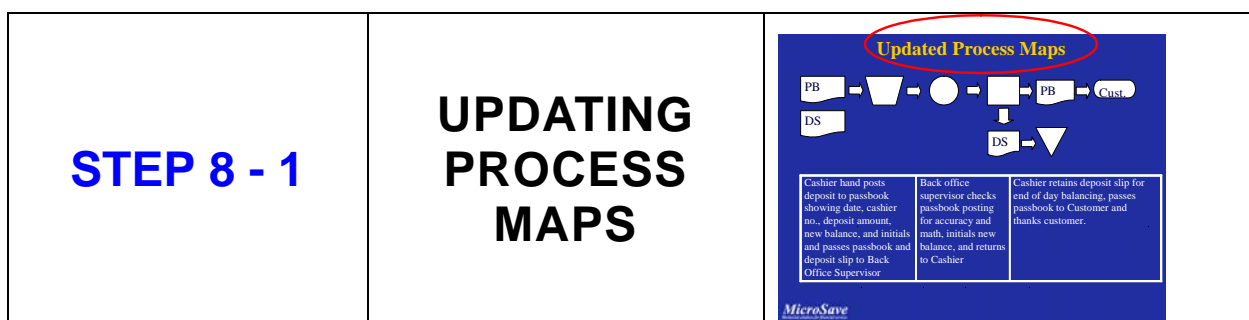 STEP 8 - 1
UPDATING
PROCESS
MAPS
Updated Process Maps
PB
PB
Cust.
DS
DS
Cashier hand posts
deposit to passbook
showing date, cashier
no., deposit amount,
new balance, and initials
and passes passbook and
deposit slip to Back
Office Supervisor
Back office
supervisor checks
passbook posting
for accuracy and
math, initials new
balance, and returns
to Cashier
Cashier retains deposit slip for
end of day balancing, passes
passbook to Customer and
thanks customer.
MicroSave